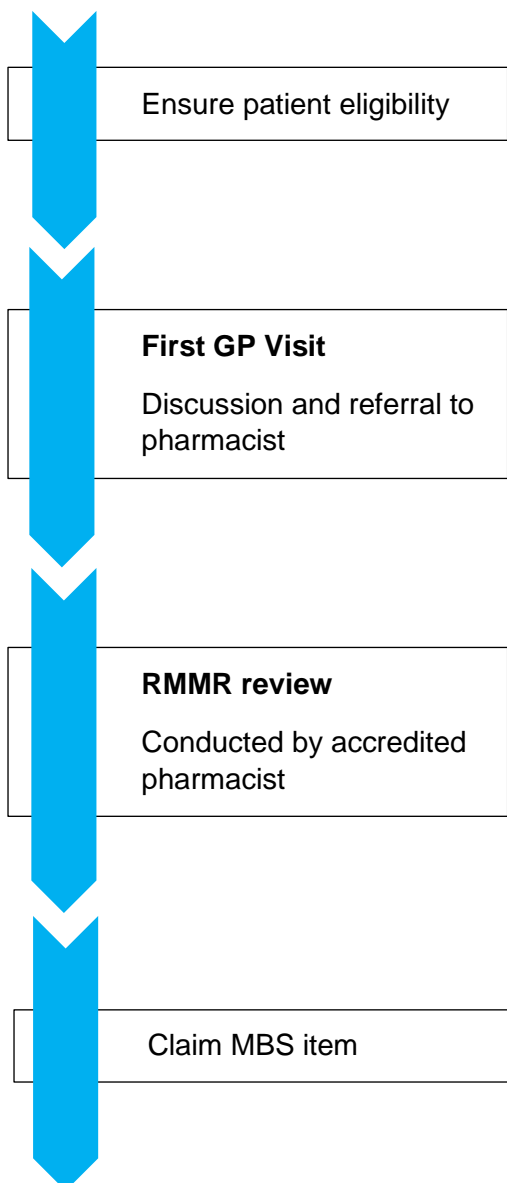 Ensure patient eligibility
First GP Visit
Discussion and referral to
pharmacist
RMMR review
Conducted by accredited
pharmacist
Claim MBS item